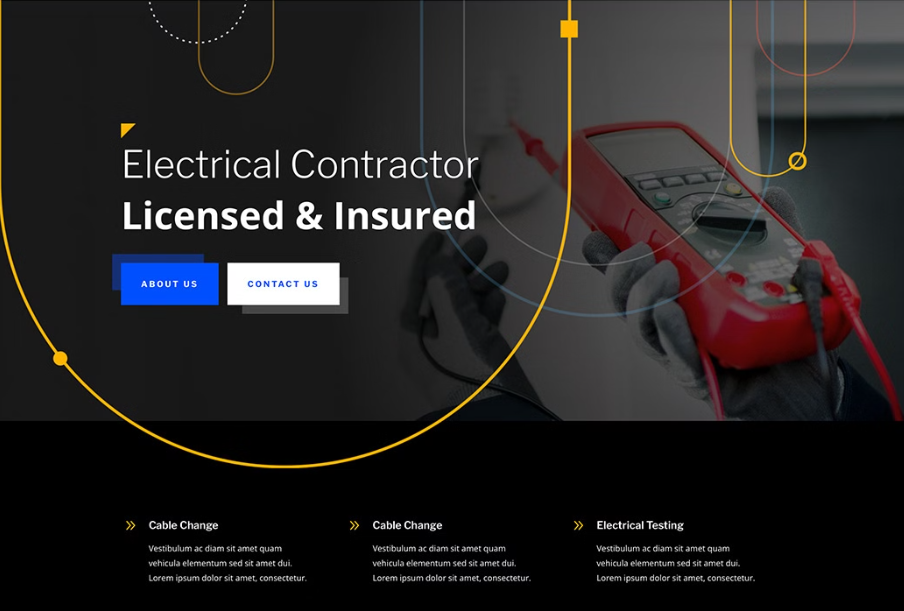 Electrical Contractor
Licensed & Insured
ABOUT US
CONTACT US
Cable Change
Vestibulum ac diam sit amet quam
vehicula elementum sed sit amet dui.
Lorem ipsum dolor sit amet, consectetur.
Cable Change
Vestibulum ac diam sit amet quam
vehicula elementum sed sit amet dui.
Lorem ipsum dolor sit amet, consectetur.
Electrical Testing
Vestibulum ac diam sit amet quam
vehicula elementum sed sit amet dui.
Lorem ipsum dolor sit amet, consectetur.